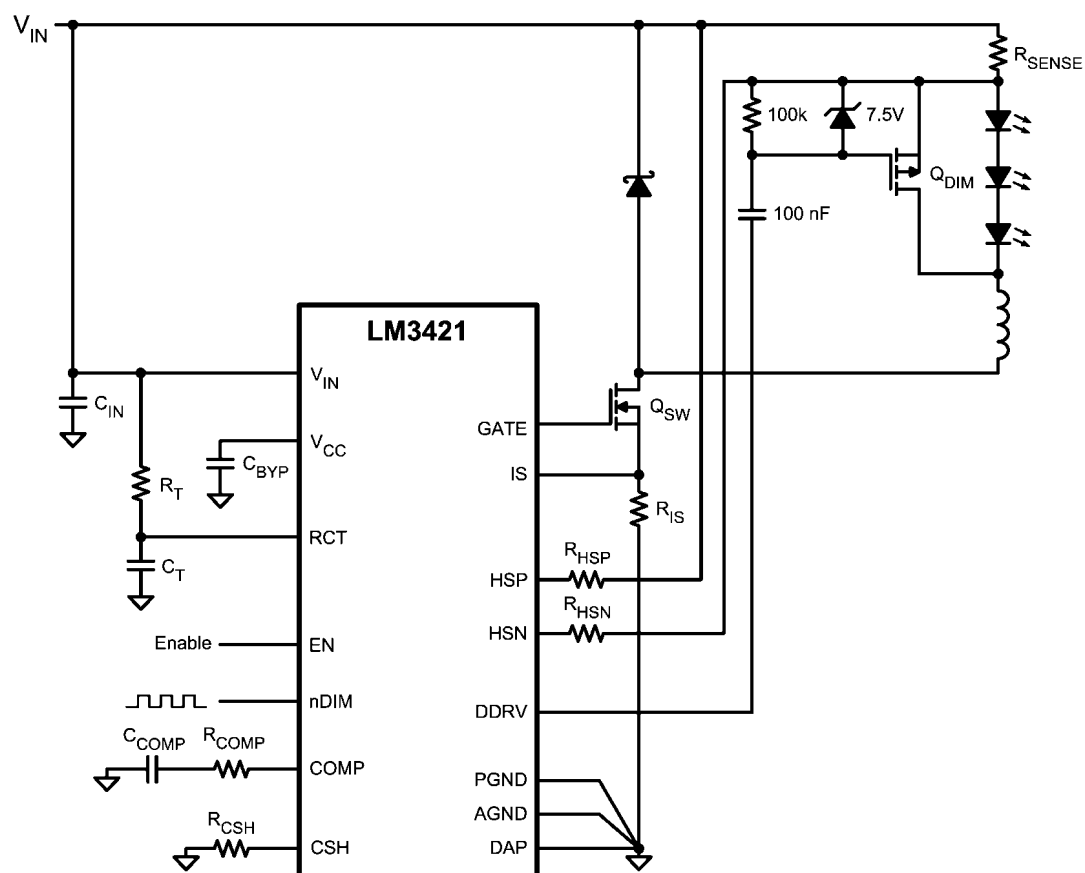 VIN
RSENSE
100k
7.5V
QDIM
100 nF
LM3421
VIN
CIN
QSW
GATE
VCC
CBYP
IS
RT
RIS
RCT
CT
RHSP
HSP
RHSN
HSN
Enable
EN
nDIM
DDRV
CCOMP
RCOMP
COMP
PGND
AGND
RCSH
CSH
DAP